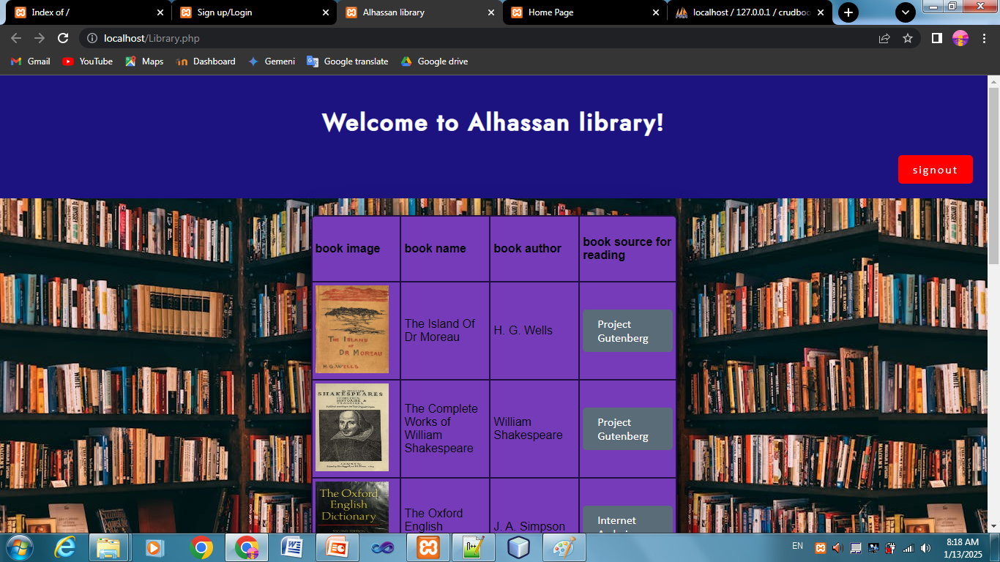 Index of /
Sign up/Login
Alhassan library
Home Page
localhost / 127.0.0.1 / crudboo
localhost/Library.php
Gmail
YouTube
Maps
Dashboard
Gemeni
Google translate
Google drive
Welcome to Alhassan library!
signout
book image
book name
book author
book source for
reading
THE ISLAND
OF
DR MOREAU
H.G. WELLS
The Island Of
Dr Moreau
H. G. Wells
Project
Gutenberg
SHAKESPEARES
The Complete
Works of
William
Shakespeare
William
Shakespeare
Project
Gutenberg
The Oxford
English
Dictionary
SECOND EDITION
The Oxford
English
J. A. Simpson
Internet
EN
8:18 AM
1/13/2025